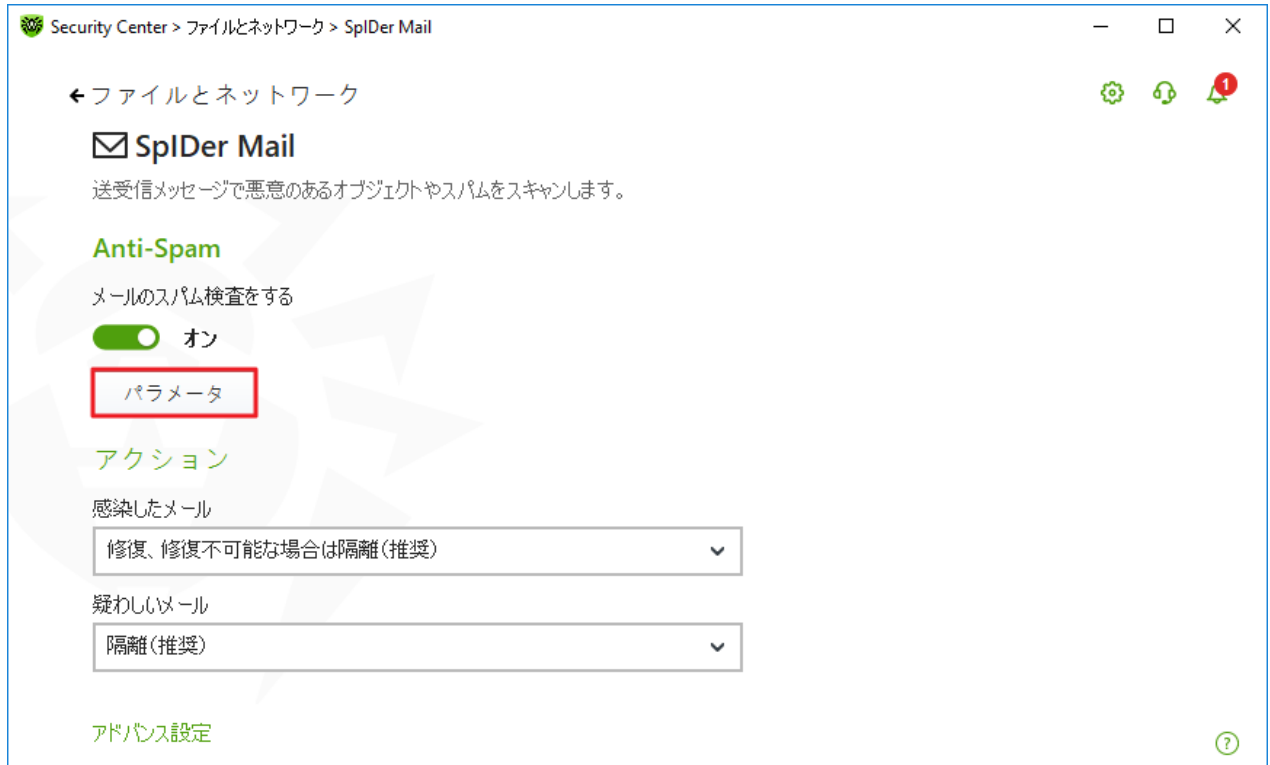 Security Center > ファイルとネットワーク > SpIDer Mail
ファイルとネットワーク
1
SpIDer Mail
送受信メッセージで悪意のあるオブジェクトやスパムをスキャンします。
Anti-Spam
メールのスパム検査をする
オン
パラメータ
アクション
感染したメール
修復、修復不可能な場合は隔離(推奨)
疑わしいメール
隔離(推奨)
アドバンス設定
?